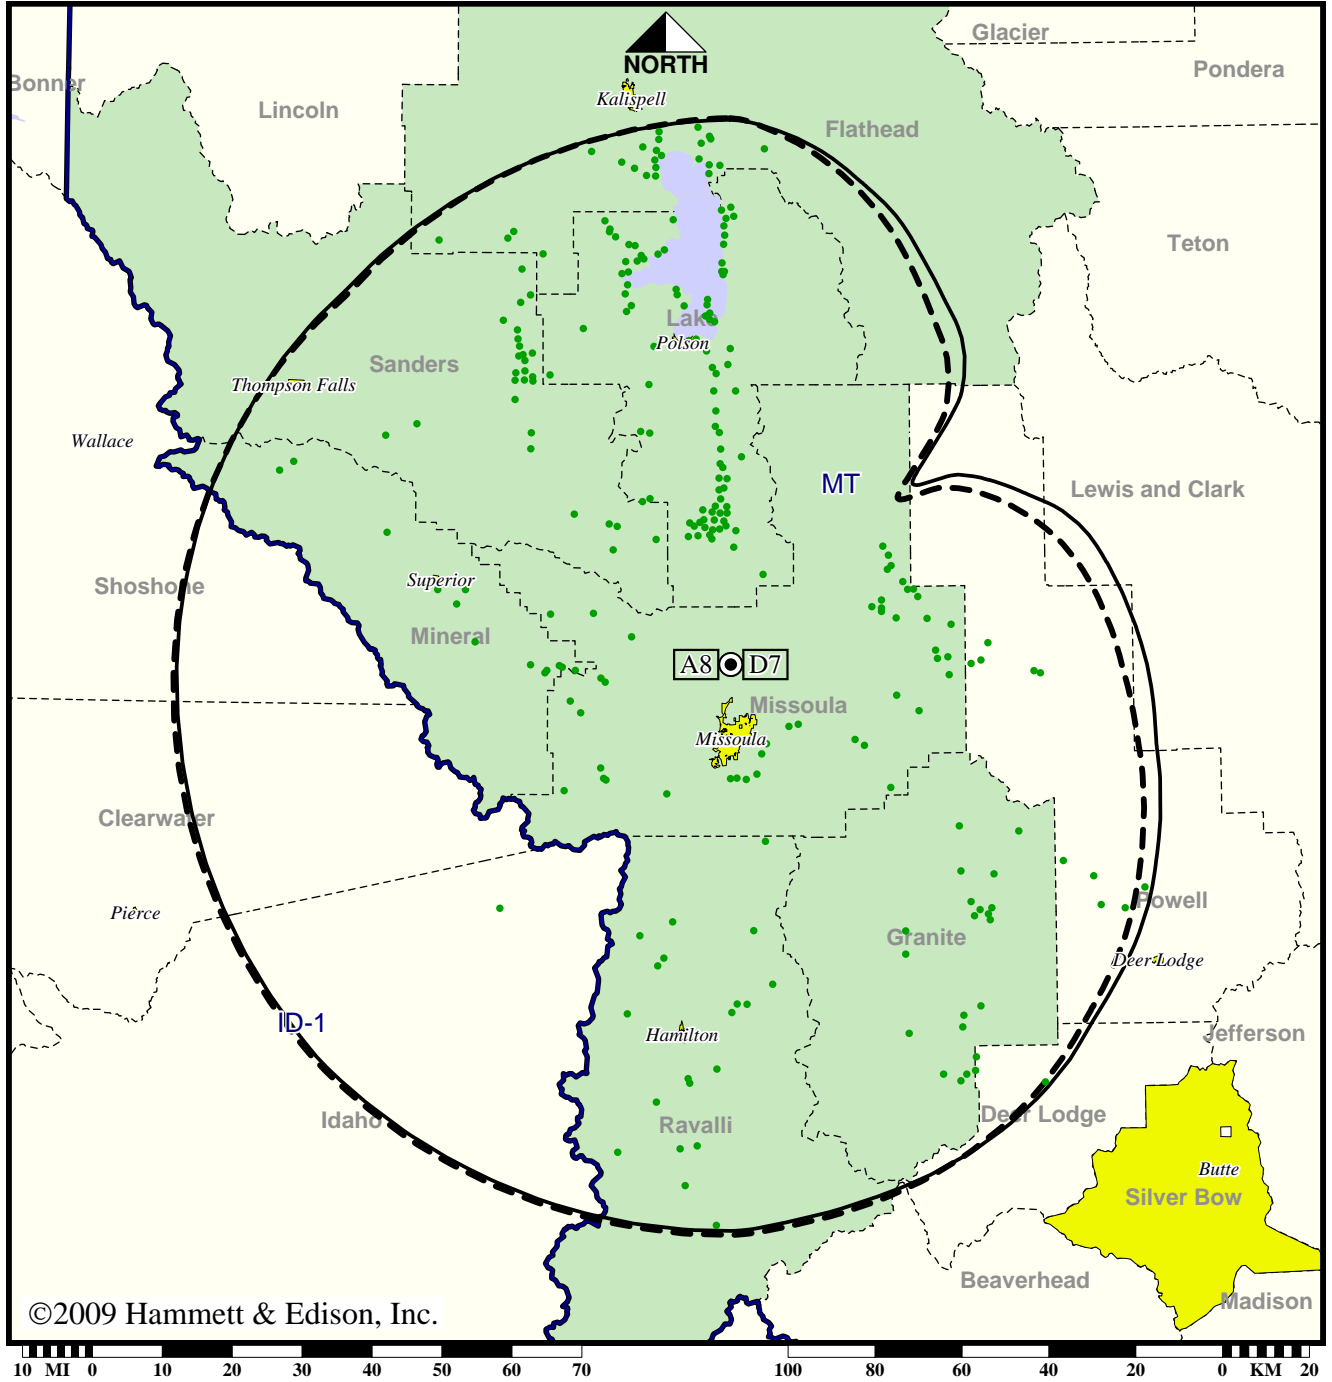 Glacier
Pondera
NORTH
Bonner
Kalispell
Lincoln
Flathead
Teton
Lake
Polson
Sanders
Thompson Falls
Wallace
MT
Lewis and Clark
Superior
Shoshone
Mineral
A8 D7
Missoula
Missoula
Clearwater
Pierce
Powell
Granite
Deer Lodge
ID-1
Hamilton
Jefferson
Idaho
Ravalli
Deer Lodge
Butte
Silver Bow
Beaverhead
Madison
©2009 Hammett & Edison, Inc.
10 MI 0 10 20 30 40 50 60 70 100 80 60 40 20 0 KM 20